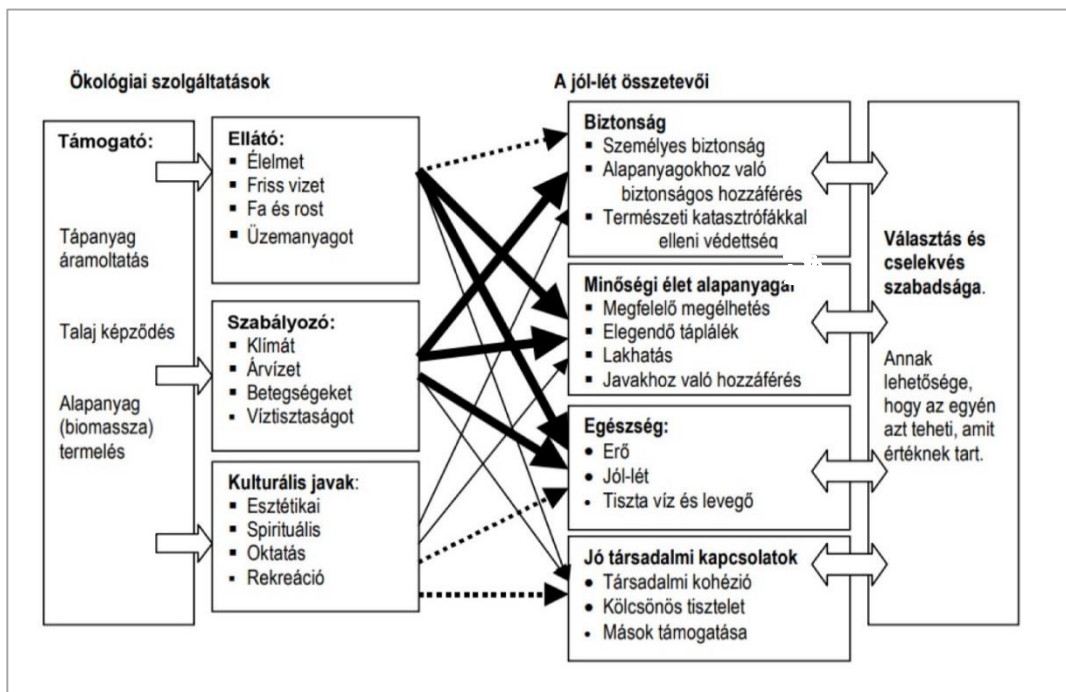 Ökológiai szolgáltatások
A jól-lét összetevői
Támogató:
Tápanyag
áramoltatás
Talaj képződés
Alapanyag
(biomassza)
termelés
Ellátó:
▪ Élelmet
▪ Friss vizet
▪ Fa és rost
▪ Üzemanyagot
Szabályozó:
▪ Klímát
▪ Árvízet
▪ Betegségeket
▪ Víztisztaságot
Kulturális javak:
▪ Esztétikai
▪ Spirituális
▪ Oktatás
▪ Rekreáció
Biztonság
▪ Személyes biztonság
▪ Alapanyagokhoz való
biztonságos hozzáférés
▪ Természeti katasztrófákkal
elleni védettség
Minőségi élet
▪ Megfelelő megélhetés
▪ Elegendő táplálék
▪ Lakhatás
▪ Javakhoz való hozzáférés
Egészség:
● Erő
● Jól-lét
• Tiszta víz és levegő
Jó társadalmi kapcsolatok
● Társadalmi kohézió
● Kölcsönös tisztelet
• Mások támogatása
Választás és
cselekvés
szabadsága.
Annak
lehetősége,
hogy az egyén
azt teheti, amit
értéknek tart.